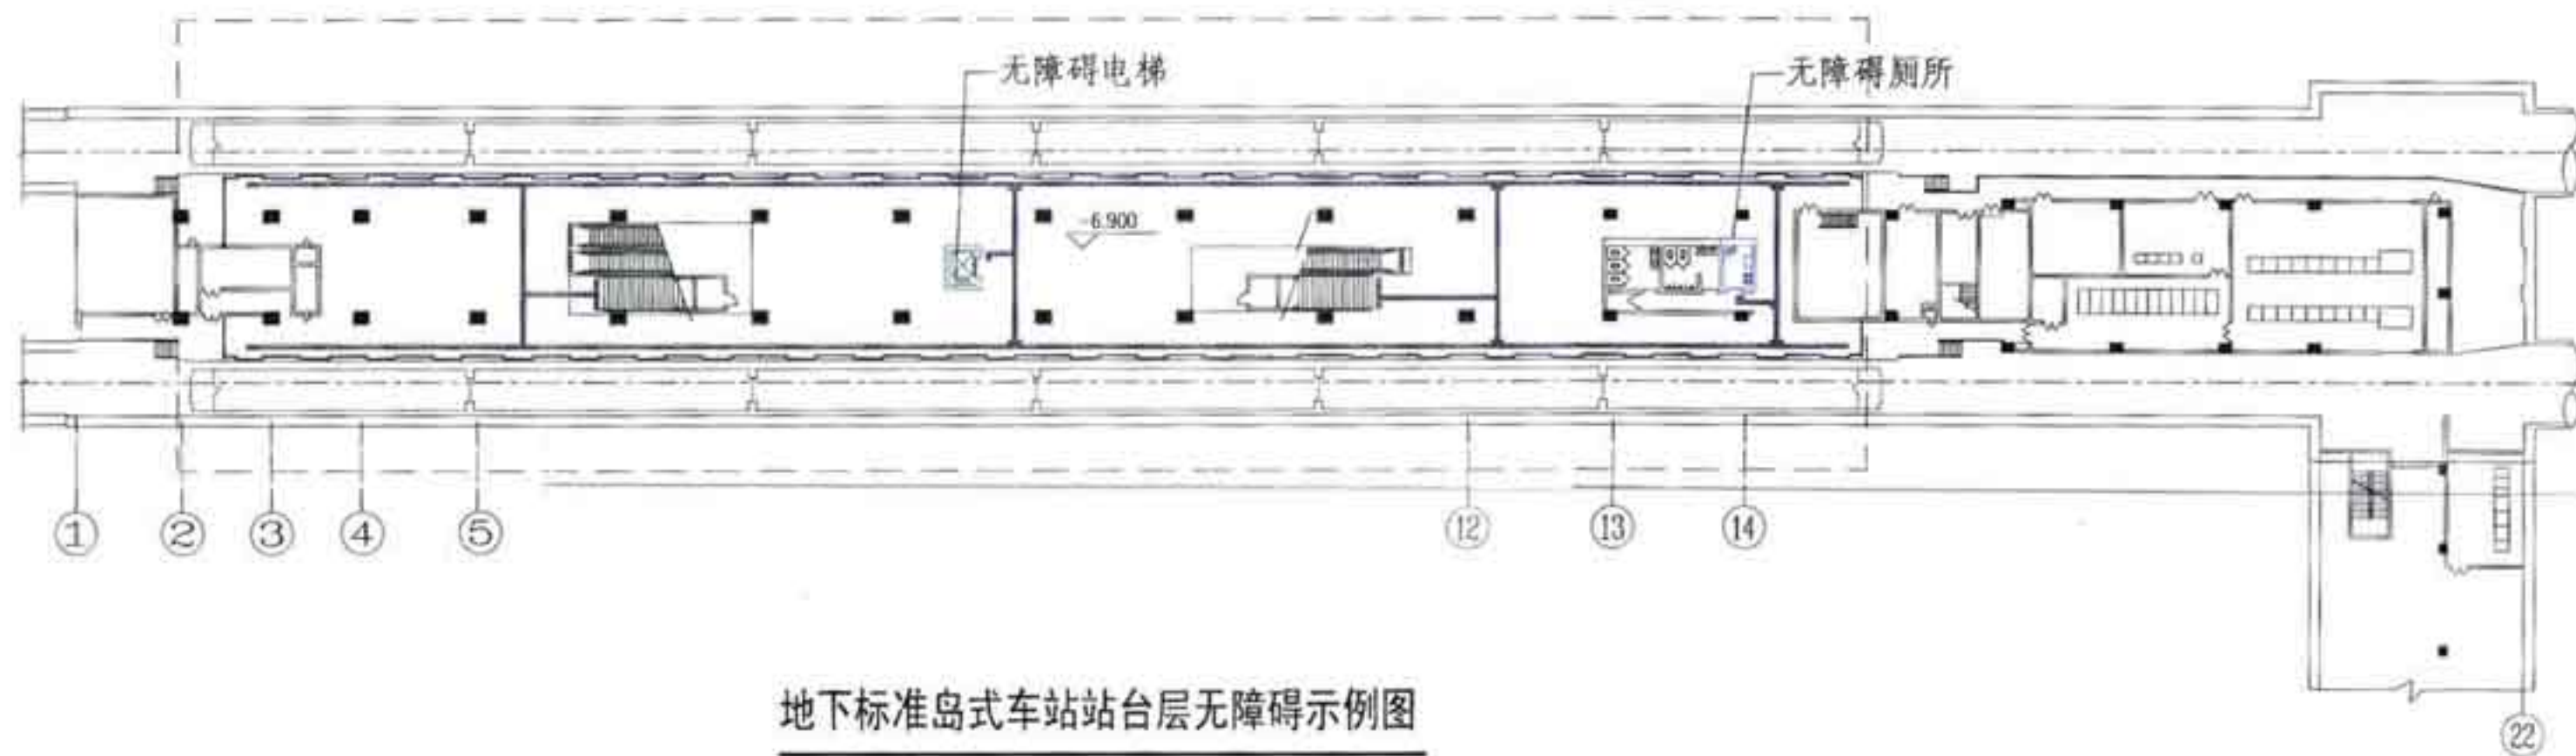 无障碍电梯
无障碍厕所
-6.900
① ② ③ ④ ⑤ ⑫ ⑬ ⑭
㉒
地下标准岛式车站站台层无障碍示例图